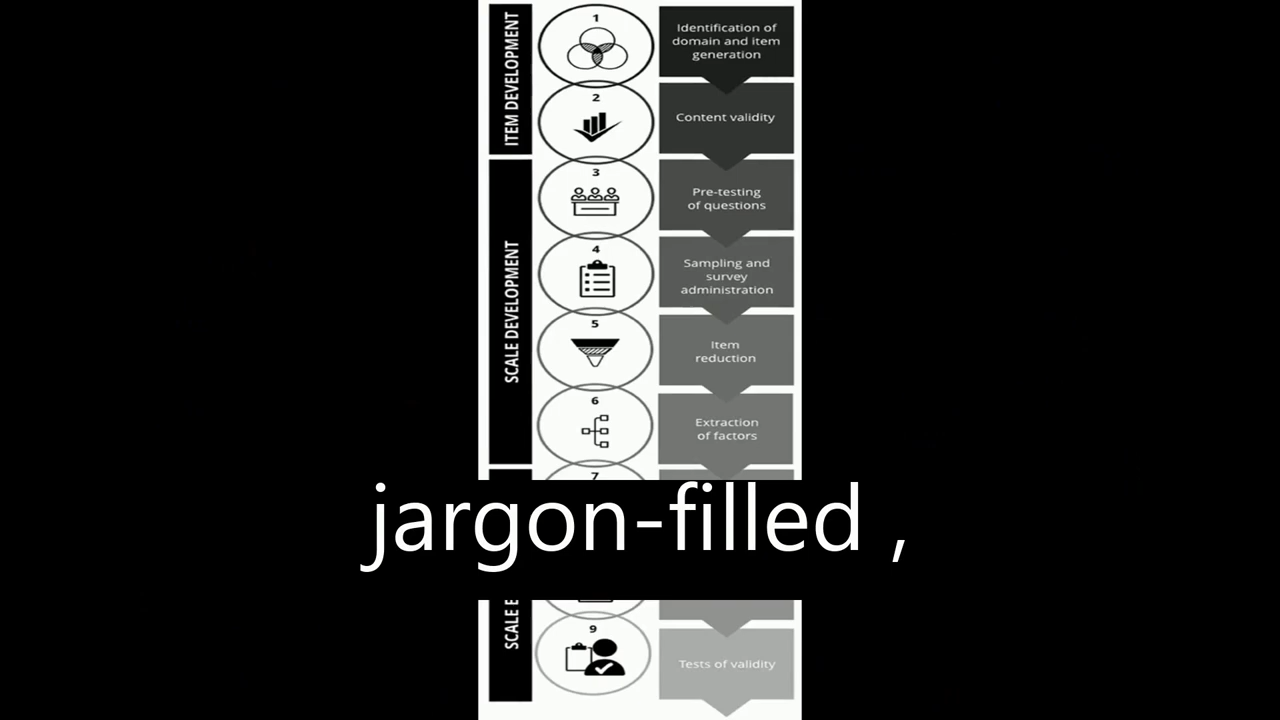 ITEM DEVELOPMENT
1
Identification of
domain and item
generation
2
Content validity
SCALE DEVELOPMENT
3
Pre-testing
of questions
4
Sampling and
survey
administration
5
Item
reduction
6
Extraction
of factors
7
jargon-filled ,
SCALE
9
Tests of validity